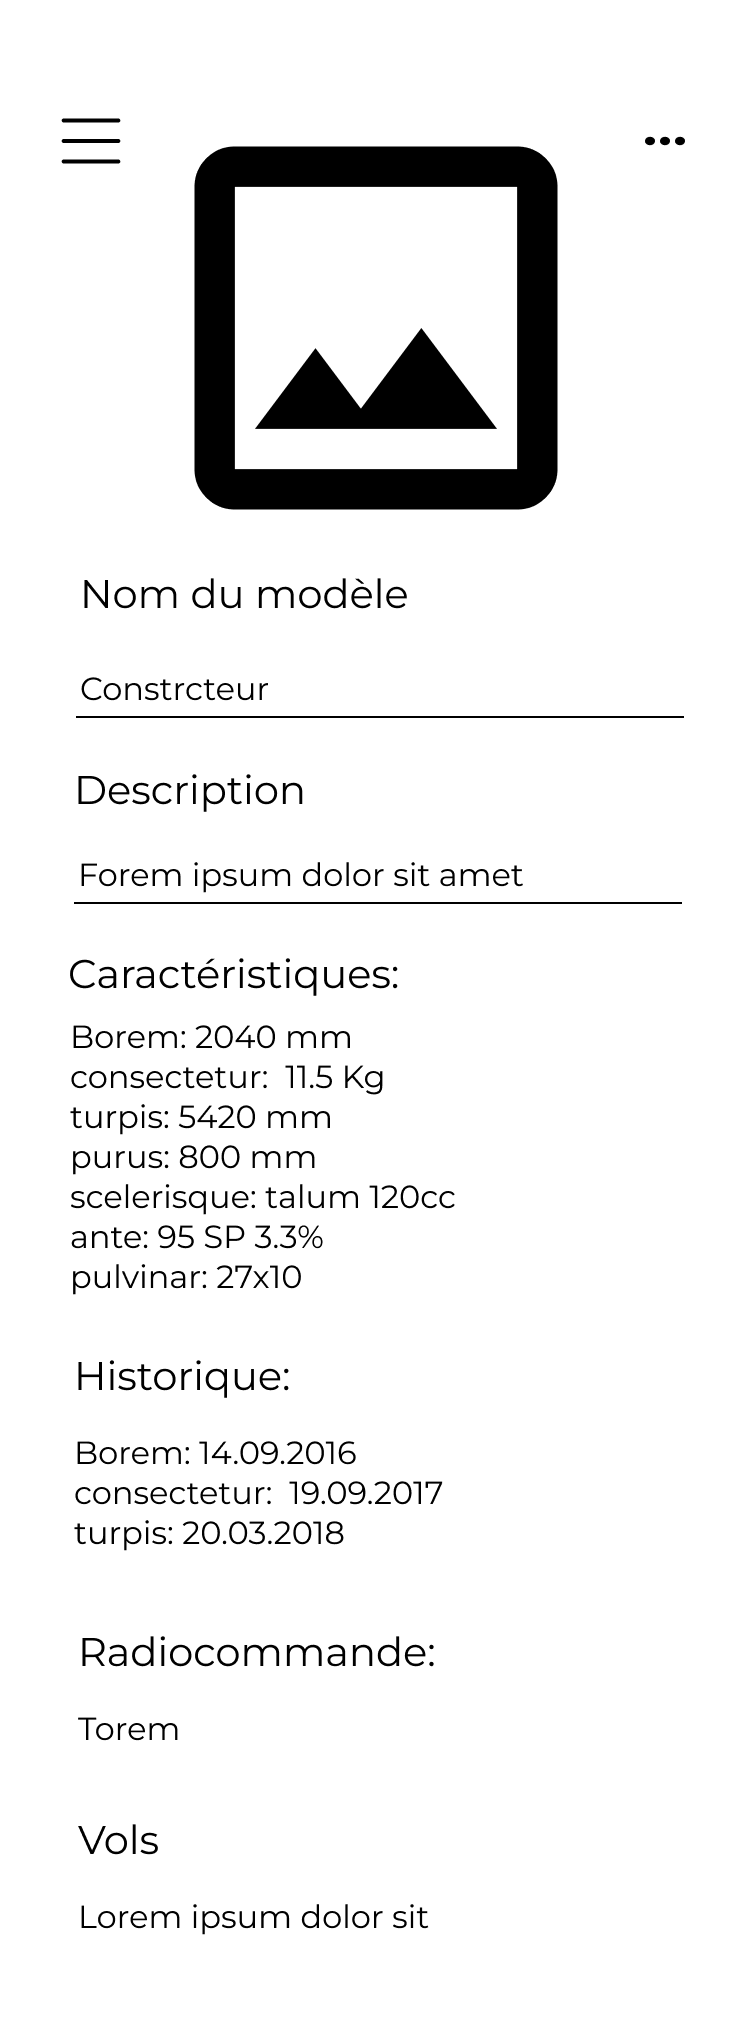 Nom du modèle
Constrcteur
Description
Forem ipsum dolor sit amet
Caractéristiques:
Borem: 2040 mm
consectetur:  11.5 Kg
turpis: 5420 mm
purus: 800 mm
scelerisque: talum 120cc
ante: 95 SP 3.3%
pulvinar: 27x10
Historique:
Borem: 14.09.2016
consectetur:  19.09.2017
turpis: 20.03.2018
Radiocommande:
Torem
Vols
Lorem ipsum dolor sit